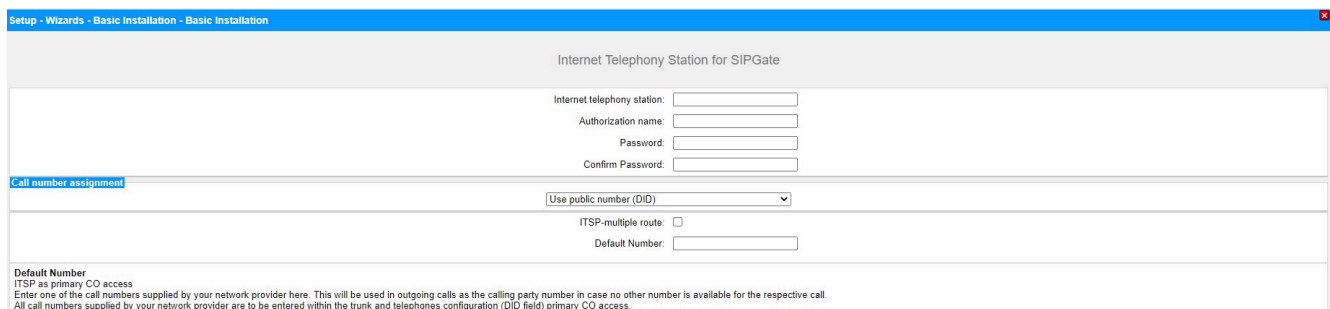 Setup - Wizards - Basic Installation - Basic Installation
Internet Telephony Station for SIPGate
Internet telephony station:
Authorization name:
Password:
Confirm Password:
Call number assignment
Use public number (DID)
ITSP-multiple route:
Default Number:
Default Number
ITSP as primary CO access
Enter one of the call numbers supplied by your network provider here. This will be used in outgoing calls as the calling party number in case no other number is available for the respective call.
All call numbers supplied by your network provider are to be entered within the trunk and telephones configuration (DID field) primary CO access.